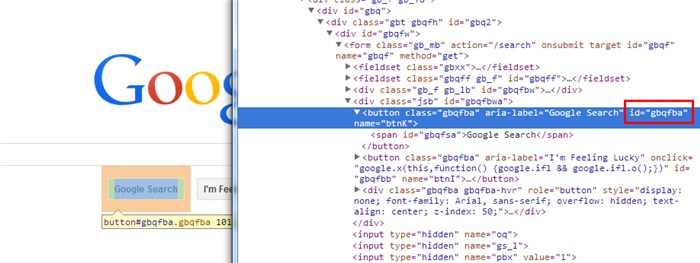 Goog
Google Search
I'm Feel
button#gbqfba.gbqfba 101
<div id="gbq">
<div class="gbt gbqfh" id="gbq2">
<div id="gbqfw">
<form class="gb_mb" action="/search" onsubmit target id="gbqf"
name="gbqf" method="get">
<fieldset class="gbxx">…</fieldset>
<fieldset class="gbqff gb_f" id="gbqff">…</fieldset>
<div class="gb_f gb_lb" id="gbqfbw">…</div>
<div class="jsb" id="gbqfbwa">
<button class="gbqfba" aria-label="Google Search" id="gbqfba"
name="btnK">
<span id="gbqfsa">Google Search</span>
</button>
<button class="gbqfba" aria-label="I'm Feeling Lucky" onclick=
"google.x(this,function() {google.ifl && google.ifl.o();})" id=
"gbqfbb" name="btnI">…</button>
<div class="gbqfba gbqfba-hvr" role="button" style="display:
none; font-family: Arial, sans-serif; overflow: hidden; text-
align: center; z-index: 50;">…</div>
</div>
<input type="hidden" name="oq">
<input type="hidden" name="gs_l">
<input type="hidden" name="pbx" value="1">